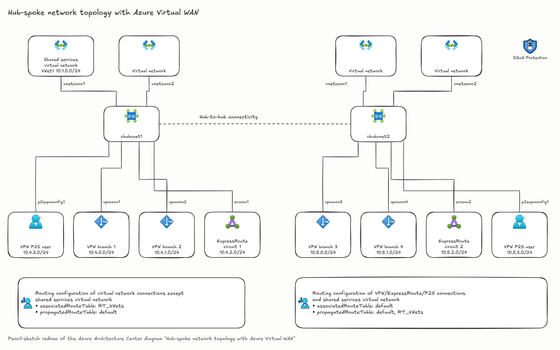 Hub-spoke network topology with Azure Virtual WAN
Shared services
virtual network
VNet1 10.1.0.0/24
Virtual network
Virtual network
Virtual network
DDoS Protection
vnetconn1
vnetconn2
vnetconn1
vnetconn2
Hub-to-hub connectivity
vhubvnet1
vhubvnet2
p2svpnconfig1
vpnconn1
vpnconn2
erconn1
vpnconn3
vpnconn4
erconn2
p2svpnconfig1
VPN P2S user
10.4.3.0/24
VPN branch 1
10.4.0.0/24
VPN branch 2
10.4.1.0/24
ExpressRoute
circuit 1
10.4.2.0/24
VPN branch 3
10.5.0.0/24
VPN branch 4
10.5.1.0/24
ExpressRoute
circuit 2
10.5.2.0/24
VPN P2S user
10.5.3.0/24
Routing configuration of virtual network connections except
shared services virtual network
• associatedRouteTable: RT_VNets
• propagatedRouteTable: default
Routing configuration of VPN/ExpressRoute/P2S connections
and shared services virtual network
• associatedRouteTable: default
• propagatedRouteTable: default, RT_VNets
Pencil-sketch redraw of the Azure Architecture Center diagram "Hub-spoke network topology with Azure Virtual WAN"